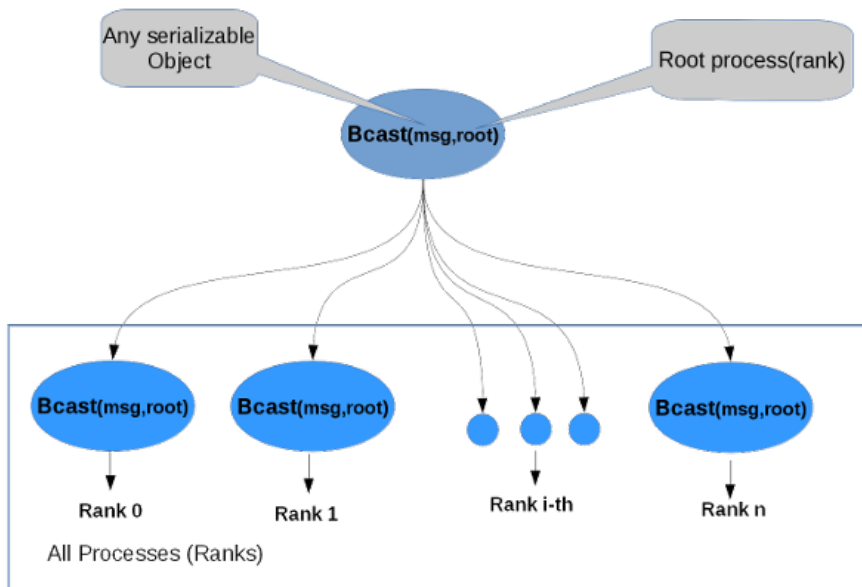 Any serializable
Object
Root process(rank)
Bcast(msg,root)
Bcast(msg,root)
Bcast(msg,root)
Bcast(msg,root)
Rank 0
Rank 1
Rank i-th
Rank n
All Processes (Ranks)